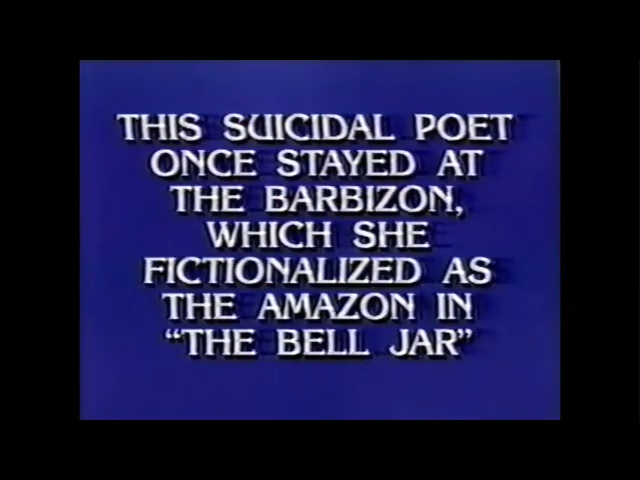 THIS SUICIDAL POET
ONCE STAYED AT
THE BARBIZON,
WHICH SHE
FICTIONALIZED AS
THE AMAZON IN
“THE BELL JAR”